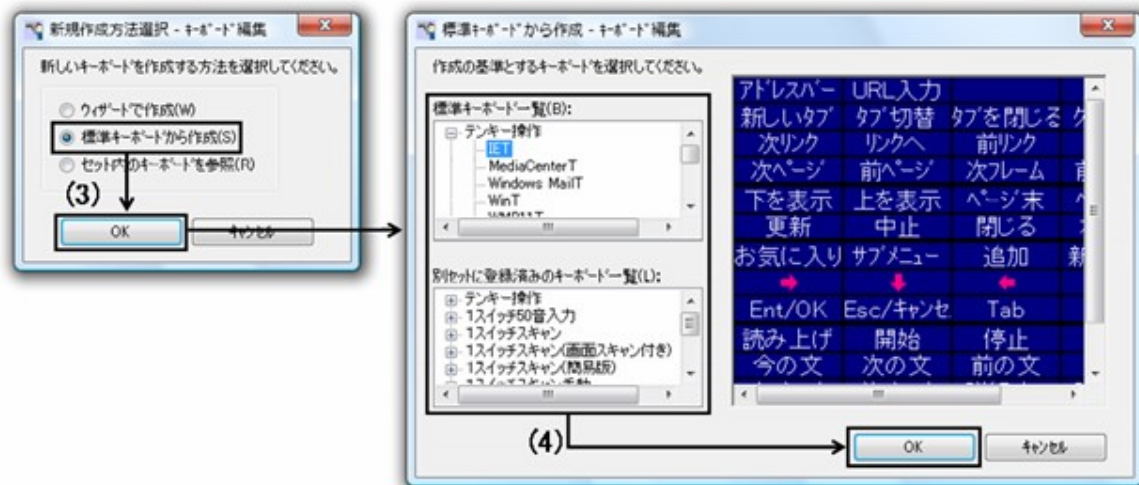 新規作成方法選択 - キーボード編集
新しいキーボードを作成する方法を選択してください。
ウィザードで作成(W)
標準キーボードから作成(S)
セット内のキーボードを参照(R)
(3)
OK
キャンセル
標準キーボードから作成 - キーボード編集
作成の基準とするキーボードを選択してください。
標準キーボード一覧(B):
テンキー操作
IET
MediaCenterT
Windows MailT
WinT
WMP11T
別セットに登録済みのキーボード一覧(L):
テンキー操作
1スイッチ50音入力
1スイッチスキャン
1スイッチスキャン(画面スキャン付き)
1スイッチスキャン(簡易版)
1スイッチスキャン手動
アドレスバー URL入力
新しいタブ タブ切替 タブを閉じる
次リンク リンクへ 前リンク
次ページ 前ページ 次フレーム 前
下を表示 上を表示 ページ末
更新 中止 閉じる
お気に入り サブメニュー 追加 新
Ent/OK Esc/キャンセ Tab
読み上げ 開始 停止
今の文 次の文 前の文
(4)
OK
キャンセル